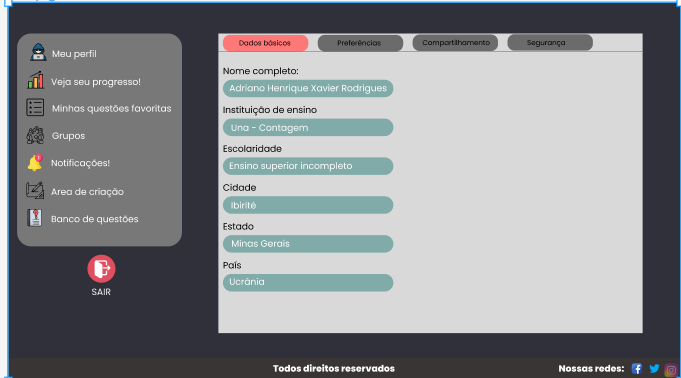 Meu perfil
Veja seu progresso!
Minhas questões favoritas
Grupos
Notificações!
Area de criação
Banco de questões
SAIR
Dados básicos
Preferências
Compartilhamento
Segurança
Nome completo:
Adriano Henrique Xavier Rodrigues
Instituição de ensino
Una - Contagem
Escolaridade
Ensino superior incompleto
Cidade
Ibirité
Estado
Minas Gerais
País
Ucrânia
Todos direitos reservados
Nossas redes: